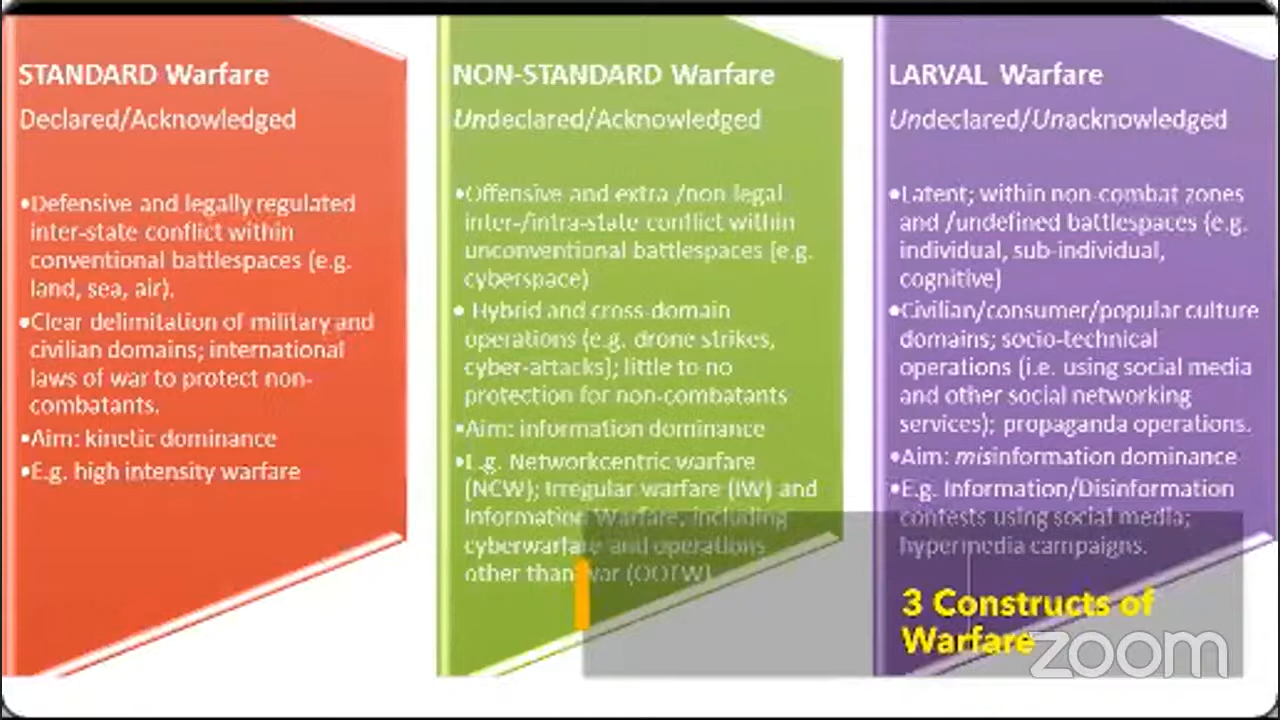 STANDARD Warfare
Declared/Acknowledged
•Defensive and legally regulated
inter-state conflict within
conventional battlespaces (e.g.
land, sea, air).
•Clear delimitation of military and
civilian domains; international
laws of war to protect non-
combatants.
•Aim: kinetic dominance
•E.g. high intensity warfare
NON-STANDARD Warfare
Undeclared/Acknowledged
•Offensive and extra /non legal
inter-/intra-state conflict within
unconventional battlespaces (e.g.
cyberspace)
• Hybrid and cross-domain
operations (e.g. drone strikes,
cyber-attacks); little to no
protection for non-combatants
•Aim: information dominance
•E.g. Networkcentric warfare
(NCW); Irregular warfare (IW) and
Information Warfare, including
cyberwarfare and operations
other than war (OOTW)
LARVAL Warfare
Undeclared/Unacknowledged
•Latent; within non-combat zones
and /undefined battlespaces (e.g.
individual, sub-individual,
cognitive)
•Civilian/consumer/popular culture
domains; socio-technical
operations (i.e. using social media
and other social networking
services); propaganda operations.
•Aim: misinformation dominance
•E.g. Information/Disinformation
contests using social media;
hypermedia campaigns.
3 Constructs of
Warfare
zoom